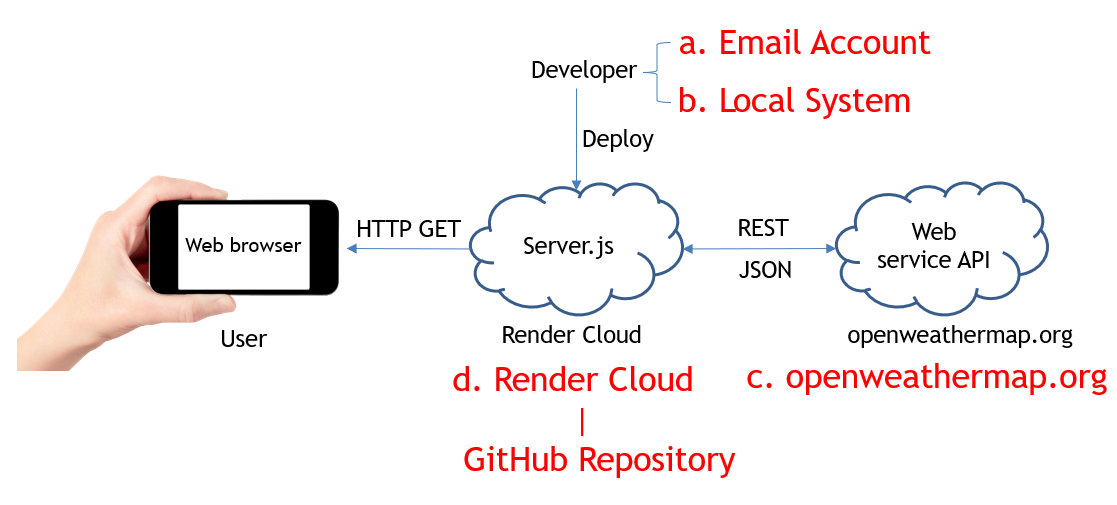 a. Email Account
Developer
b. Local System
Deploy
Web browser
HTTP GET
Server.js
REST
JSON
Web
service API
User
Render Cloud
openweathermap.org
d. Render Cloud
c. openweathermap.org
|
GitHub Repository